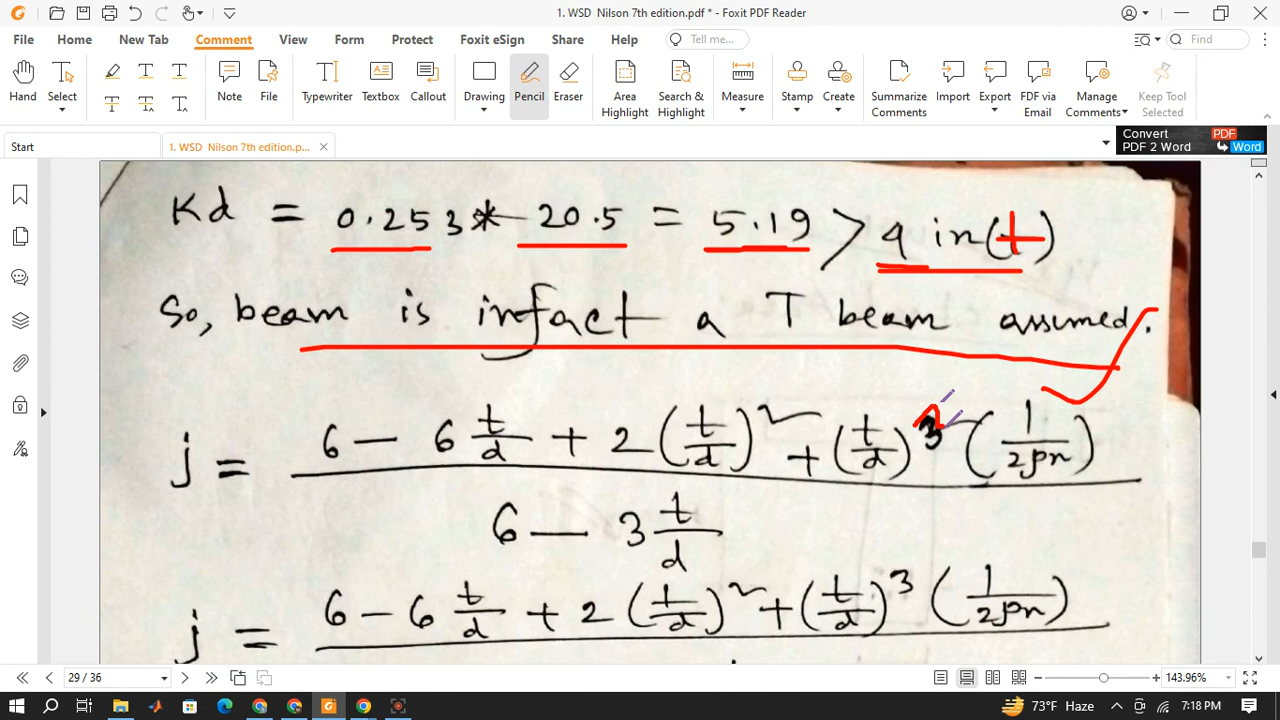 1. WSD Nilson 7th edition.pdf * - Foxit PDF Reader
File Home New Tab Comment View Form Protect Foxit eSign Share Help Tell me... Find
Hand Select Note File Typewriter Textbox Callout Drawing Pencil Eraser Area Highlight Search & Highlight Measure Stamp Create Summarize Comments Import Export PDF via Email Manage Comments Keep Tool Selected
Start 1. WSD Nilson 7th edition.p... Convert PDF 2 Word PDF Word
Kd = 0.253 * 20.5 = 5.19 > 4 in (t)
So, beam is infact a T beam assumed.
j = (6 - 6 t/d + 2 (t/d)^2 + (t/d)^3 (1/2ρn)) / (6 - 3 t/d)
j = 6 - 6 t/d + 2 (t/d)^2 + (t/d)^3 (1/2ρn)
29 / 36 143.96%
73°F Haze 7:18 PM